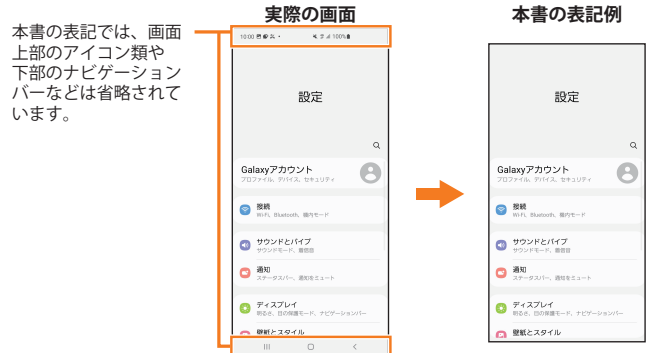 本書の表記では、画面
上部のアイコン類や
下部のナビゲーション
バーなどは省略されて
います。
実際の画面
10:00
100%
設定
Galaxyアカウント
プロファイル、デバイス、セキュリティ
接続
Wi-Fi、Bluetooth、機内モード
サウンドとバイブ
サウンドモード、着信音
通知
ステータスバー、通知をミュート
ディスプレイ
明るさ、目の保護モード、ナビゲーションバー
壁紙とスタイル
本書の表記例
設定
Galaxyアカウント
プロファイル、デバイス、セキュリティ
接続
Wi-Fi、Bluetooth、機内モード
サウンドとバイブ
サウンドモード、着信音
通知
ステータスバー、通知をミュート
ディスプレイ
明るさ、目の保護モード、ナビゲーションバー
壁紙とスタイル